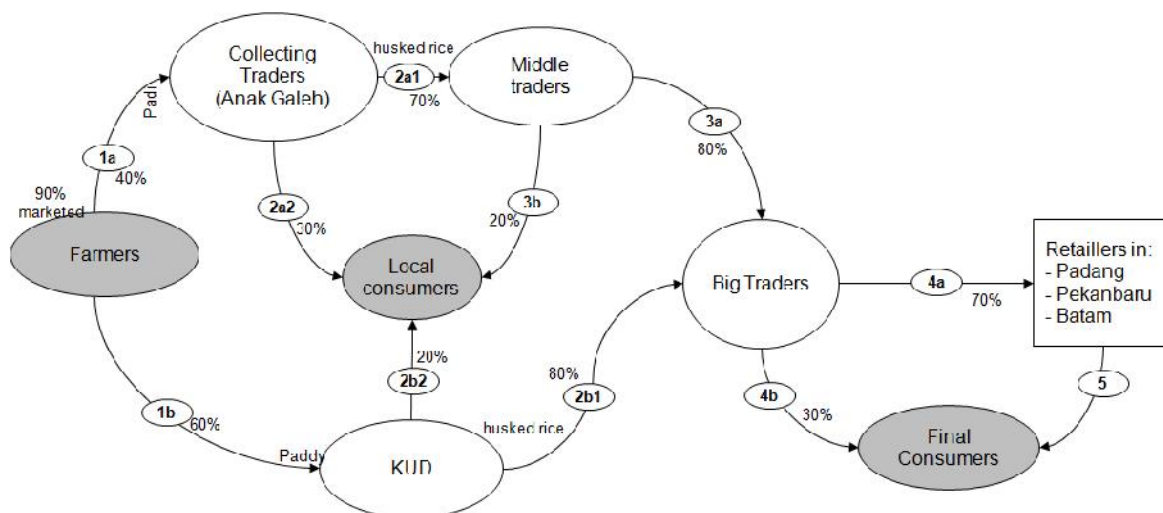 Collecting
Traders
(Anak Galeh)
husked rice
2a1
70%
Middle
traders
Padi
1a
40%
3a
80%
90%
marketed
2a2
30%
3b
20%
Farmers
Local
consumers
Big Traders
4a
70%
Retaillers in:
- Padang
- Pekanbaru
- Batam
20%
2b2
80%
2b1
4b
30%
5
1b
60%
husked rice
Paddy
KUD
Final
Consumers